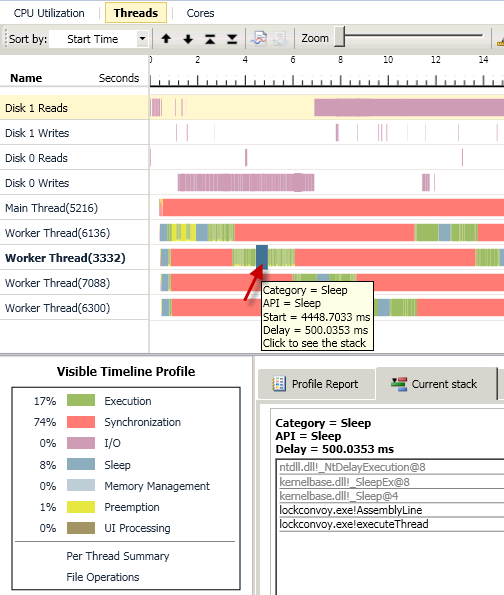 CPU Utilization Threads Cores
Sort by: Start Time Zoom
Name Seconds 0 2 4 6 8 10 12 14
Disk 1 Reads
Disk 1 Writes
Disk 0 Reads
Disk 0 Writes
Main Thread(5216)
Worker Thread(6136)
Worker Thread(3332)
Worker Thread(7088)
Worker Thread(6300)
Category = Sleep
API = Sleep
Start = 4448.7033 ms
Delay = 500.0353 ms
Click to see the stack
Visible Timeline Profile
17% Execution
74% Synchronization
0% I/O
8% Sleep
0% Memory Management
1% Preemption
0% UI Processing
Per Thread Summary
File Operations
Profile Report Current stack
Category = Sleep
API = Sleep
Delay = 500.0353 ms
ntdll.dll!_NtDelayExecution@8
kernelbase.dll!_SleepEx@8
kernelbase.dll!_Sleep@4
lockconvoy.exe!AssemblyLine
lockconvoy.exe!executeThread